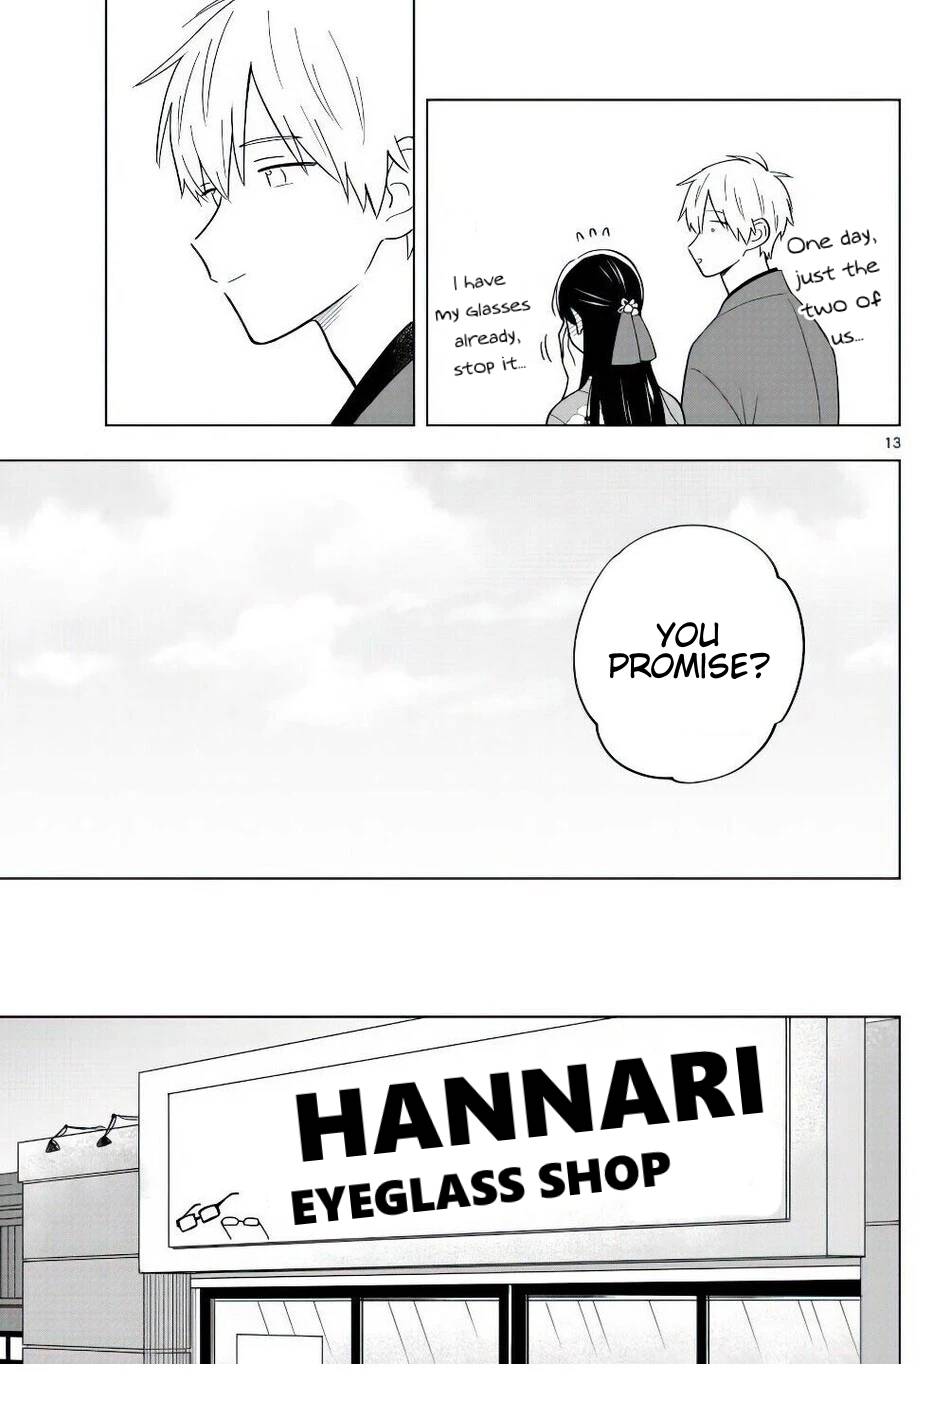 One day,
just the
two of
us...
I have
my Glasses
already,
stop it...
13
YOU
PROMISE?
HANNARI
EYEGLASS SHOP